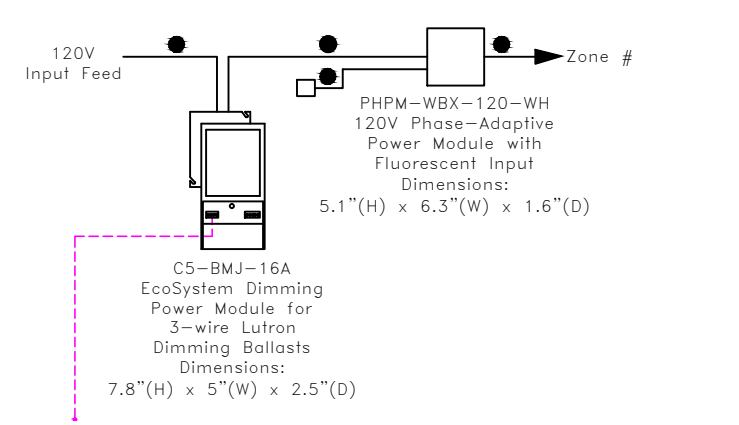 120V
Input Feed
Zone #
PHPM-WBX-120-WH
120V Phase-Adaptive
Power Module with
Fluorescent Input
Dimensions:
5.1”(H) x 6.3”(W) x 1.6”(D)
C5-BMJ-16A
EcoSystem Dimming
Power Module for
3-wire Lutron
Dimming Ballasts
Dimensions:
7.8”(H) x 5”(W) x 2.5”(D)